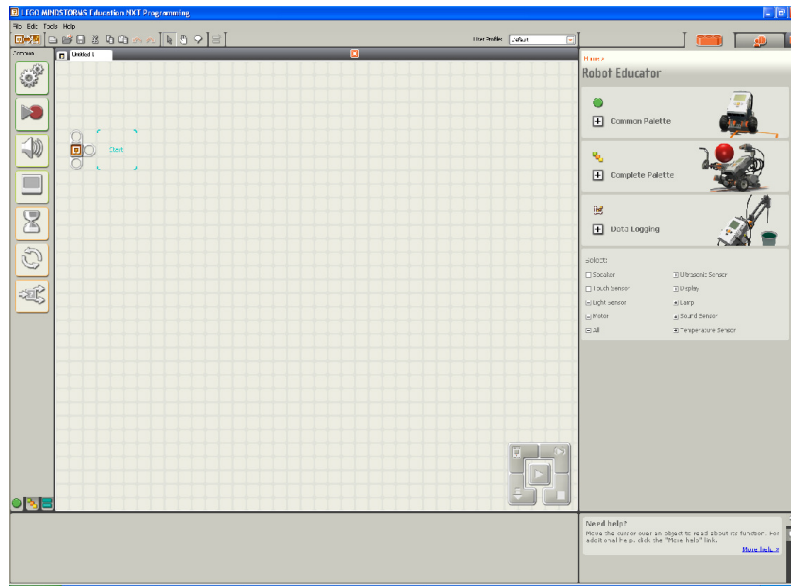 LEGO MINDSTORMS Education NXT Programming
File Edit Tools Help
User Profile: Default
Common
Untitled 1
Start
Home >
Robot Educator
Common Palette
Complete Palette
Data Logging
Select:
Speaker
Ultrasonic Sensor
Touch Sensor
Display
Light Sensor
Lamp
Motor
Sound Sensor
All
Temperature Sensor
Need help?
Move the cursor over an object to read about its function. For
additional help, click the "More help" link.
More help »